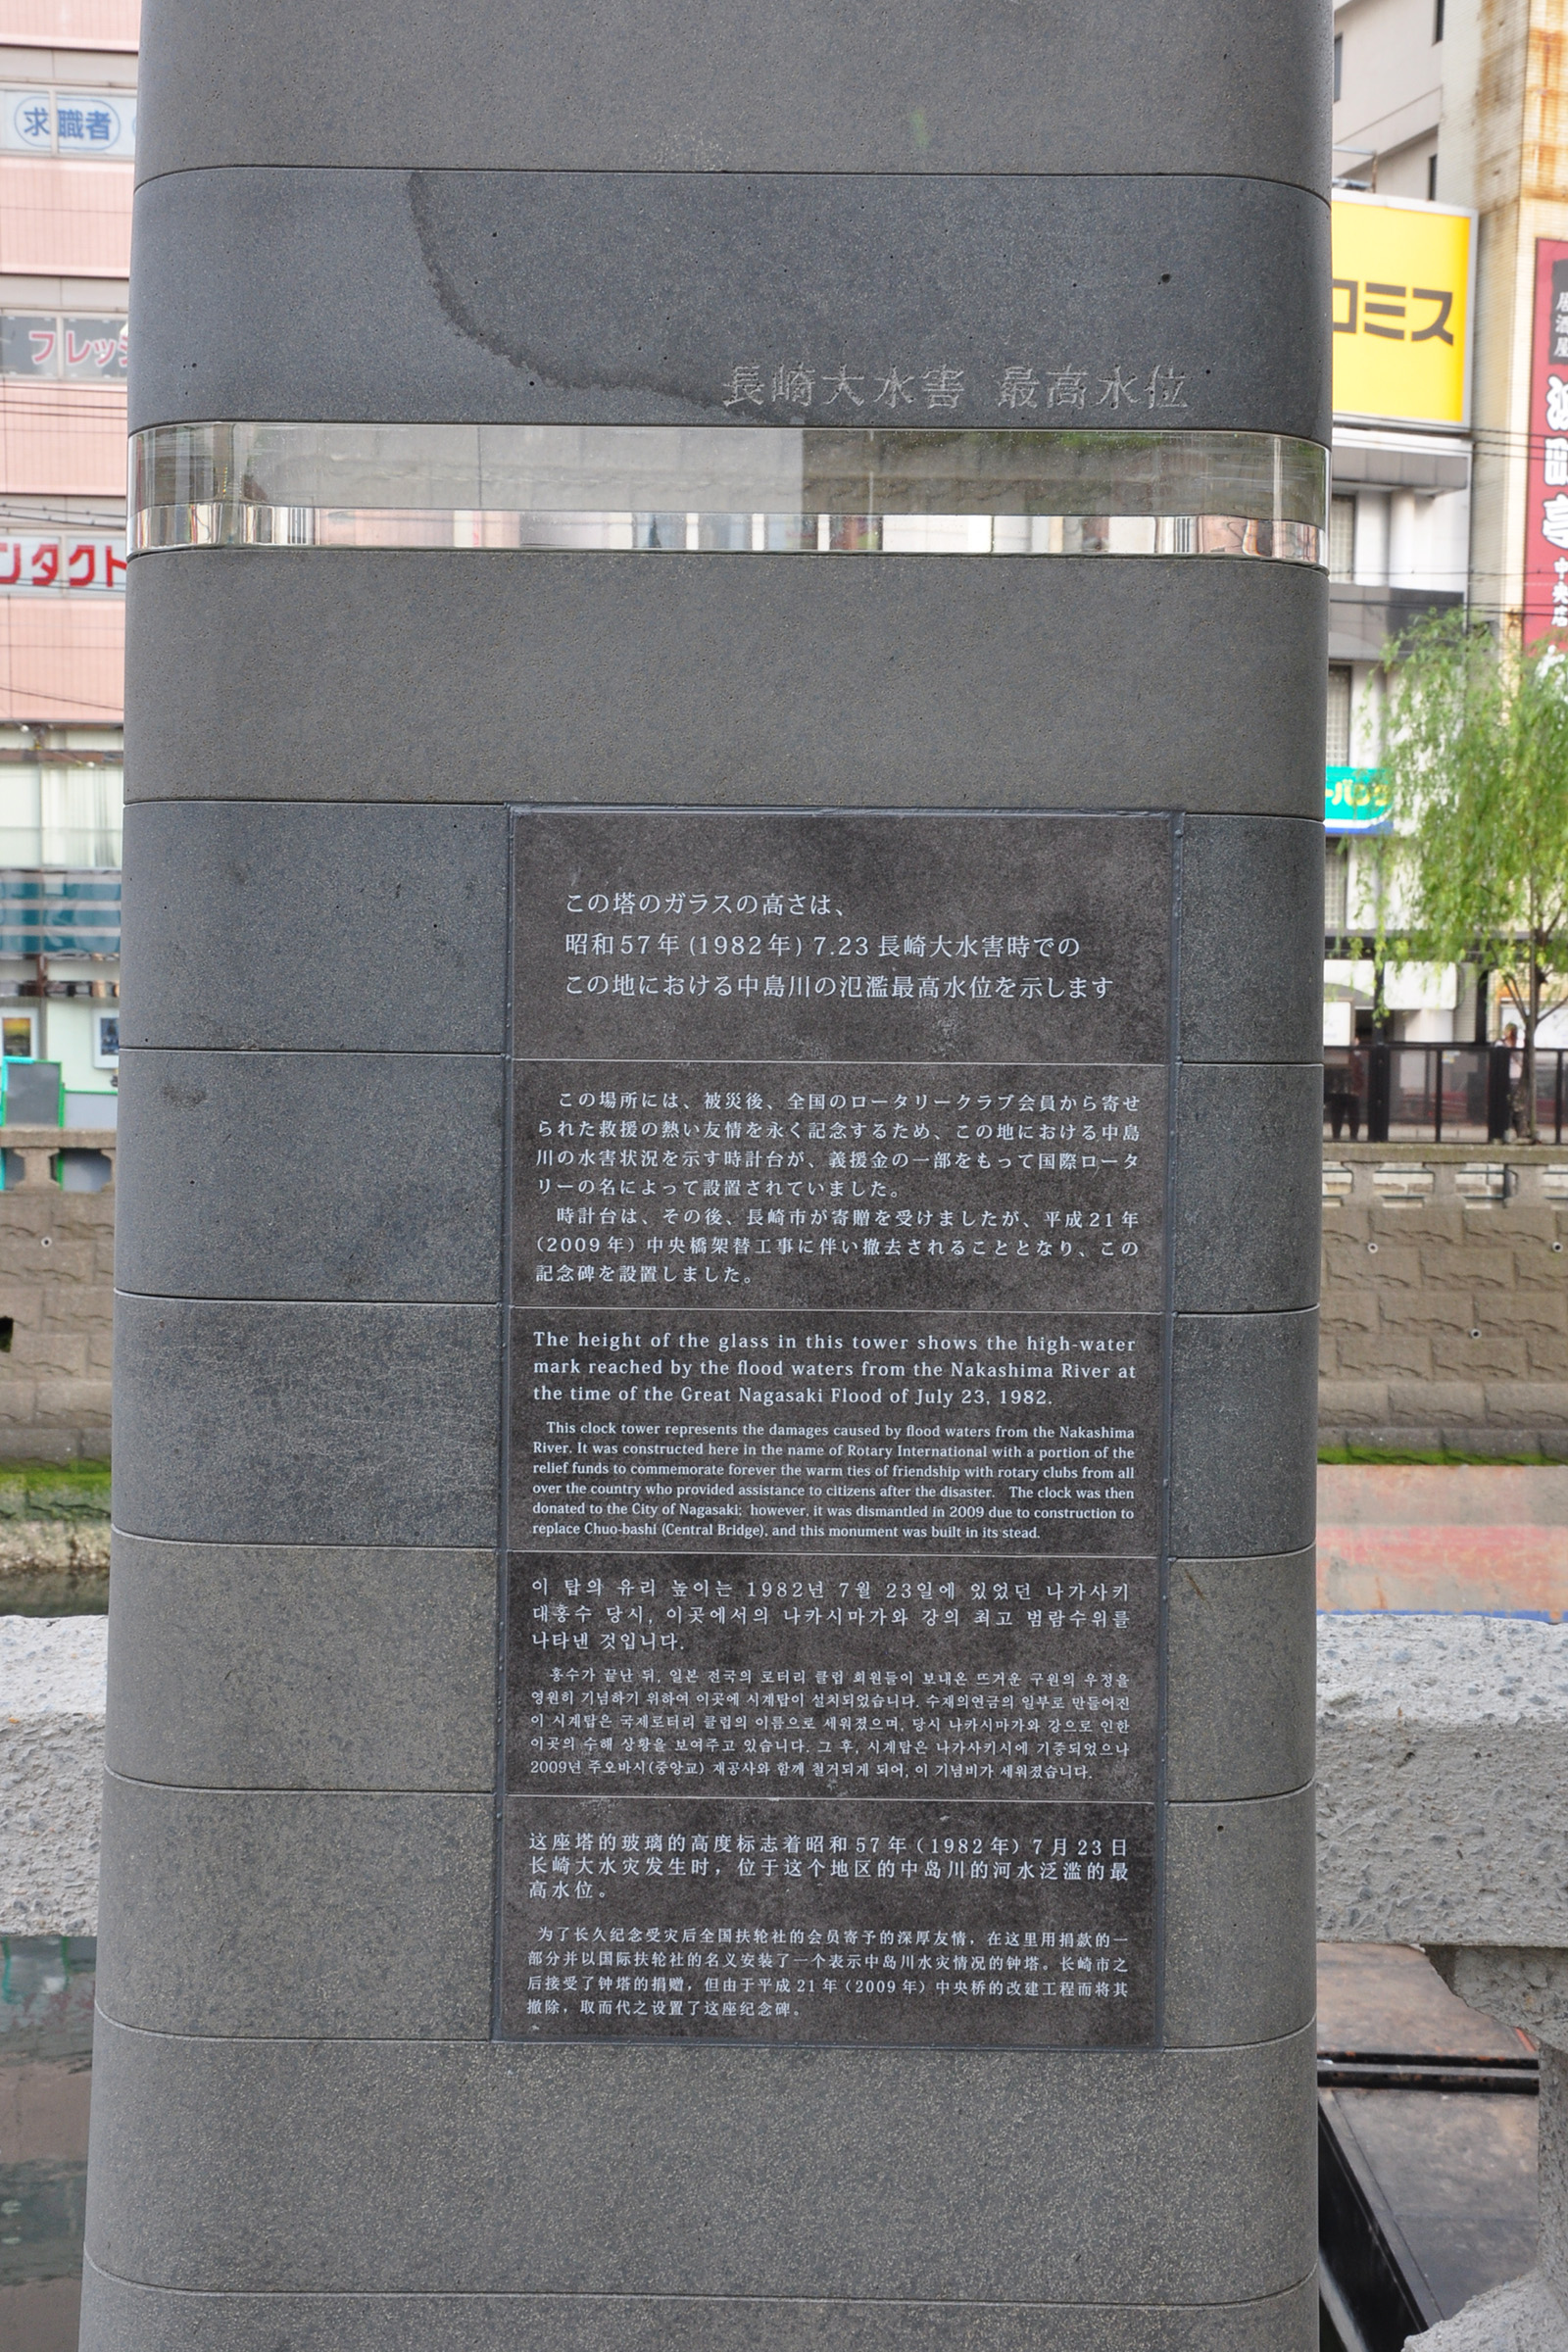 求職者
フレッシ
ンタクト
コミス
居酒屋
中央店
ーバンク
長崎大水害 最高水位
この塔のガラスの高さは、
昭和57年(1982年) 7.23 長崎大水害時での
この地における中島川の氾濫最高水位を示します
この場所には、被災後、全国のロータリークラブ会員から寄せ
られた救援の熱い友情を永く記念するため、この地における中島
川の水害状況を示す時計台が、義援金の一部をもって国際ロータ
リーの名によって設置されていました。
時計台は、その後、長崎市が寄贈を受けましたが、平成21年
(2009年) 中央橋架替工事に伴い撤去されることとなり、この
記念碑を設置しました。
The height of the glass in this tower shows the high-water
mark reached by the flood waters from the Nakashima River at
the time of the Great Nagasaki Flood of July 23, 1982.
This clock tower represents the damages caused by flood waters from the Nakashima
River. It was constructed here in the name of Rotary International with a portion of the
relief funds to commemorate forever the warm ties of friendship with rotary clubs from all
over the country who provided assistance to citizens after the disaster. The clock was then
donated to the City of Nagasaki; however, it was dismantled in 2009 due to construction to
replace Chuo-bashi (Central Bridge), and this monument was built in its stead.
이 탑의 유리 높이는 1982년 7월 23일에 있었던 나가사키
대홍수 당시, 이곳에서의 나카시마가와 강의 최고 범람수위를
나타낸 것입니다.
홍수가 끝난 뒤, 일본 전국의 로터리 클럽 회원들이 보내온 뜨거운 구원의 우정을
영원히 기념하기 위하여 이곳에 시계탑이 설치되었습니다. 수재의연금의 일부로 만들어진
이 시계탑은 국제로터리 클럽의 이름으로 세워졌으며, 당시 나카시마가와 강으로 인한
이곳의 수해 상황을 보여주고 있습니다. 그 후, 시계탑은 나가사키시에 기증되었으나
2009년 주오바시(중앙교) 재공사와 함께 철거되게 되어, 이 기념비가 세워졌습니다.
这座塔的玻璃的高度标志着昭和57年（1982年）7月23日
长崎大水灾发生时，位于这个地区的中岛川的河水泛滥的最
高水位。
为了长久纪念受灾后全国扶轮社的会员寄予的深厚友情，在这里用捐款的一
部分并以国际扶轮社的名义安装了一个表示中岛川水灾情况的钟塔。长崎市之
后接受了钟塔的捐赠，但由于平成21年（2009年）中央桥的改建工程而将其
撤除，取而代之设置了这座纪念碑。